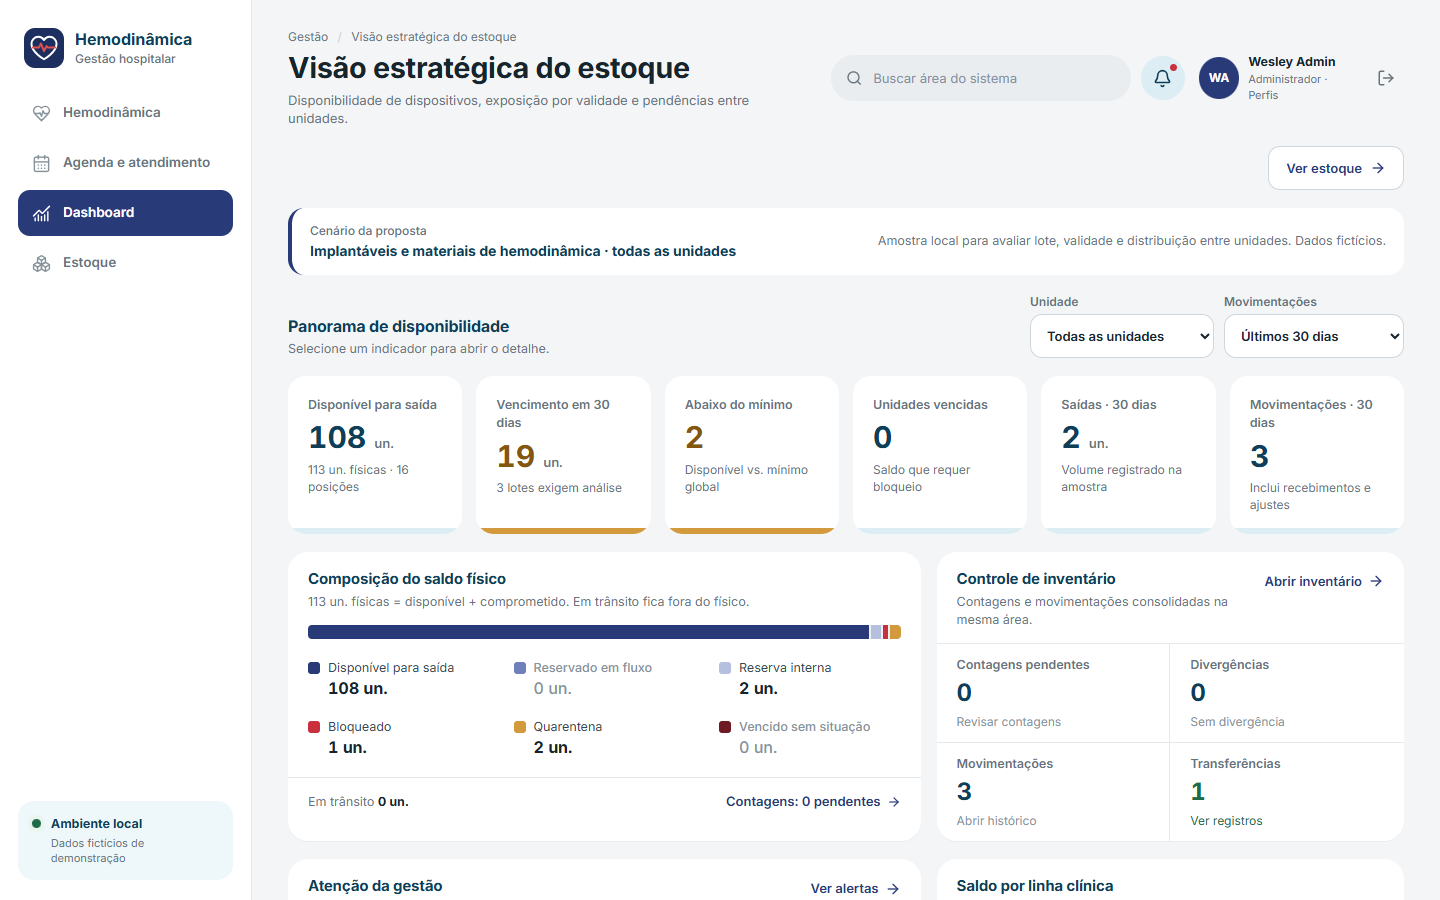 Hemodinâmica
Gestão hospitalar
Hemodinâmica
Agenda e atendimento
Dashboard
Estoque
Ambiente local
Dados fictícios de
demonstração
Gestão / Visão estratégica do estoque
Visão estratégica do estoque
Disponibilidade de dispositivos, exposição por validade e pendências entre
unidades.
Buscar área do sistema
WA
Wesley Admin
Administrador ·
Perfis
Ver estoque
Cenário da proposta
Implantáveis e materiais de hemodinâmica · todas as unidades
Amostra local para avaliar lote, validade e distribuição entre unidades. Dados fictícios.
Panorama de disponibilidade
Selecione um indicador para abrir o detalhe.
Unidade
Todas as unidades
Movimentações
Últimos 30 dias
Disponível para saída
108 un.
113 un. físicas · 16
posições
Vencimento em 30
dias
19 un.
3 lotes exigem análise
Abaixo do mínimo
2
Disponível vs. mínimo
global
Unidades vencidas
0
Saldo que requer
bloqueio
Saídas · 30 dias
2 un.
Volume registrado na
amostra
Movimentações · 30
dias
3
Inclui recebimentos e
ajustes
Composição do saldo físico
113 un. físicas = disponível + comprometido. Em trânsito fica fora do físico.
Disponível para saída
108 un.
Reservado em fluxo
0 un.
Reserva interna
2 un.
Bloqueado
1 un.
Quarentena
2 un.
Vencido sem situação
0 un.
Em trânsito 0 un.
Contagens: 0 pendentes
Controle de inventário
Contagens e movimentações consolidadas na
mesma área.
Abrir inventário
Contagens pendentes
0
Revisar contagens
Divergências
0
Sem divergência
Movimentações
3
Abrir histórico
Transferências
1
Ver registros
Atenção da gestão
Ver alertas
Saldo por linha clínica